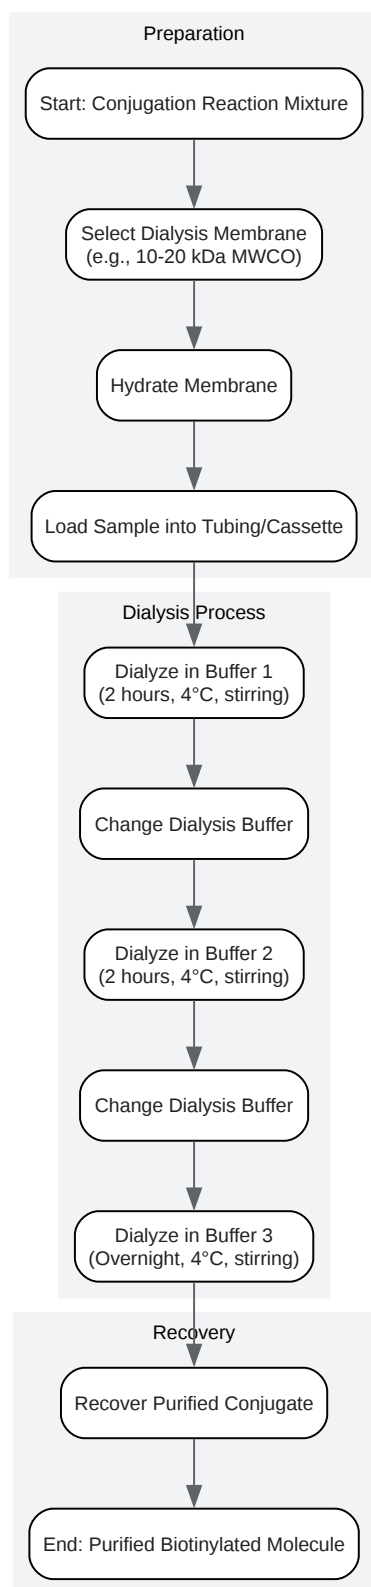 Preparation
Start: Conjugation Reaction Mixture
Select Dialysis Membrane
(e.g., 10-20 kDa MWCO)
Hydrate Membrane
Load Sample into Tubing/Cassette
Dialysis Process
Dialyze in Buffer 1
(2 hours, 4°C, stirring)
Change Dialysis Buffer
Dialyze in Buffer 2
(2 hours, 4°C, stirring)
Change Dialysis Buffer
Dialyze in Buffer 3
(Overnight, 4°C, stirring)
Recovery
Recover Purified Conjugate
End: Purified Biotinylated Molecule